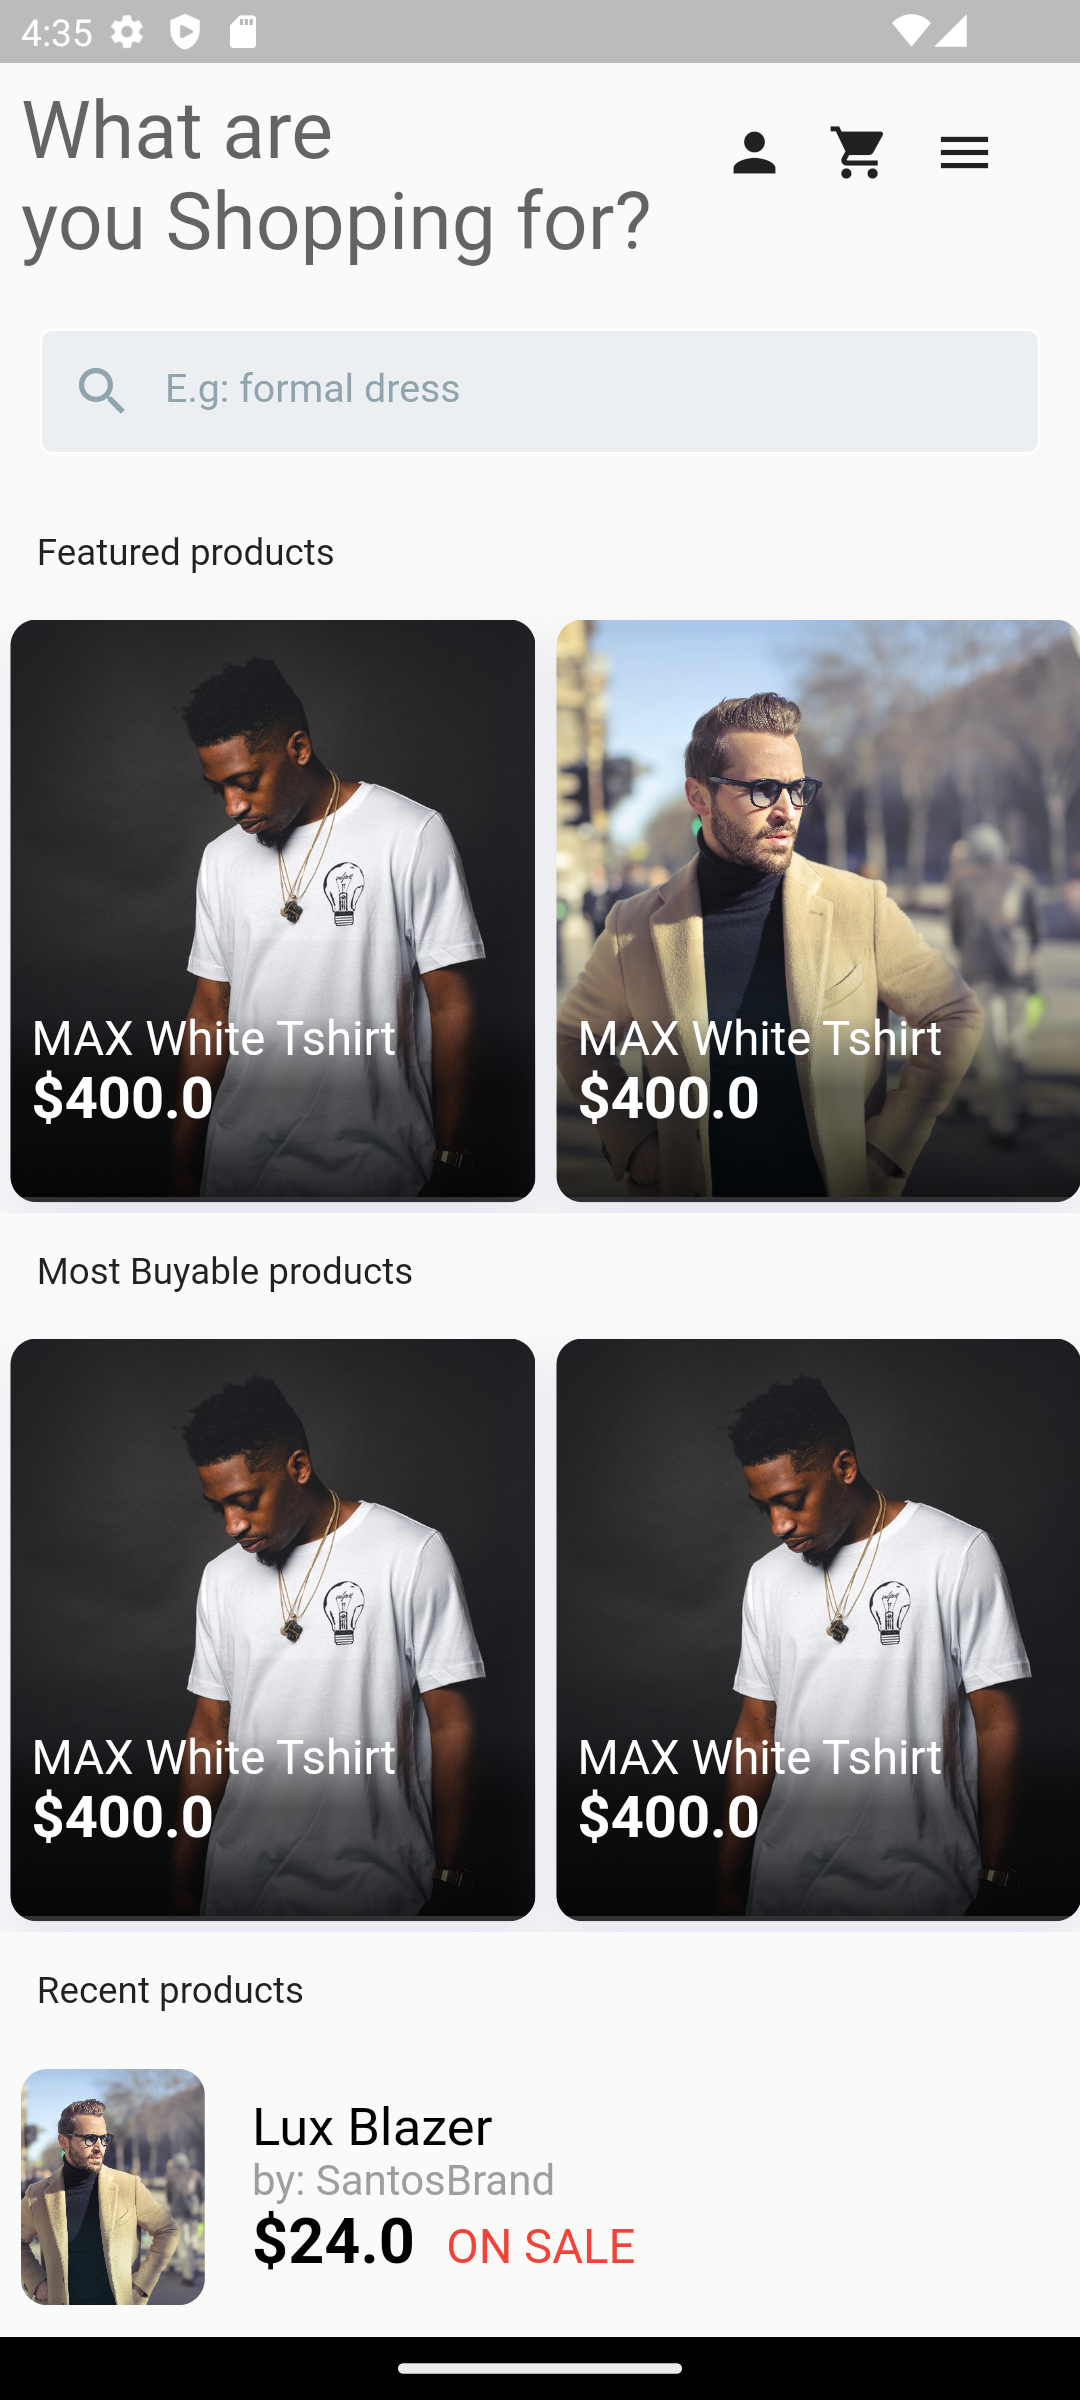 4:35
What are
you Shopping for?
E.g: formal dress
Featured products
MAX White Tshirt
$400.0
MAX White Tshirt
$400.0
Most Buyable products
MAX White Tshirt
$400.0
MAX White Tshirt
$400.0
Recent products
Lux Blazer
by: SantosBrand
$24.0 ON SALE